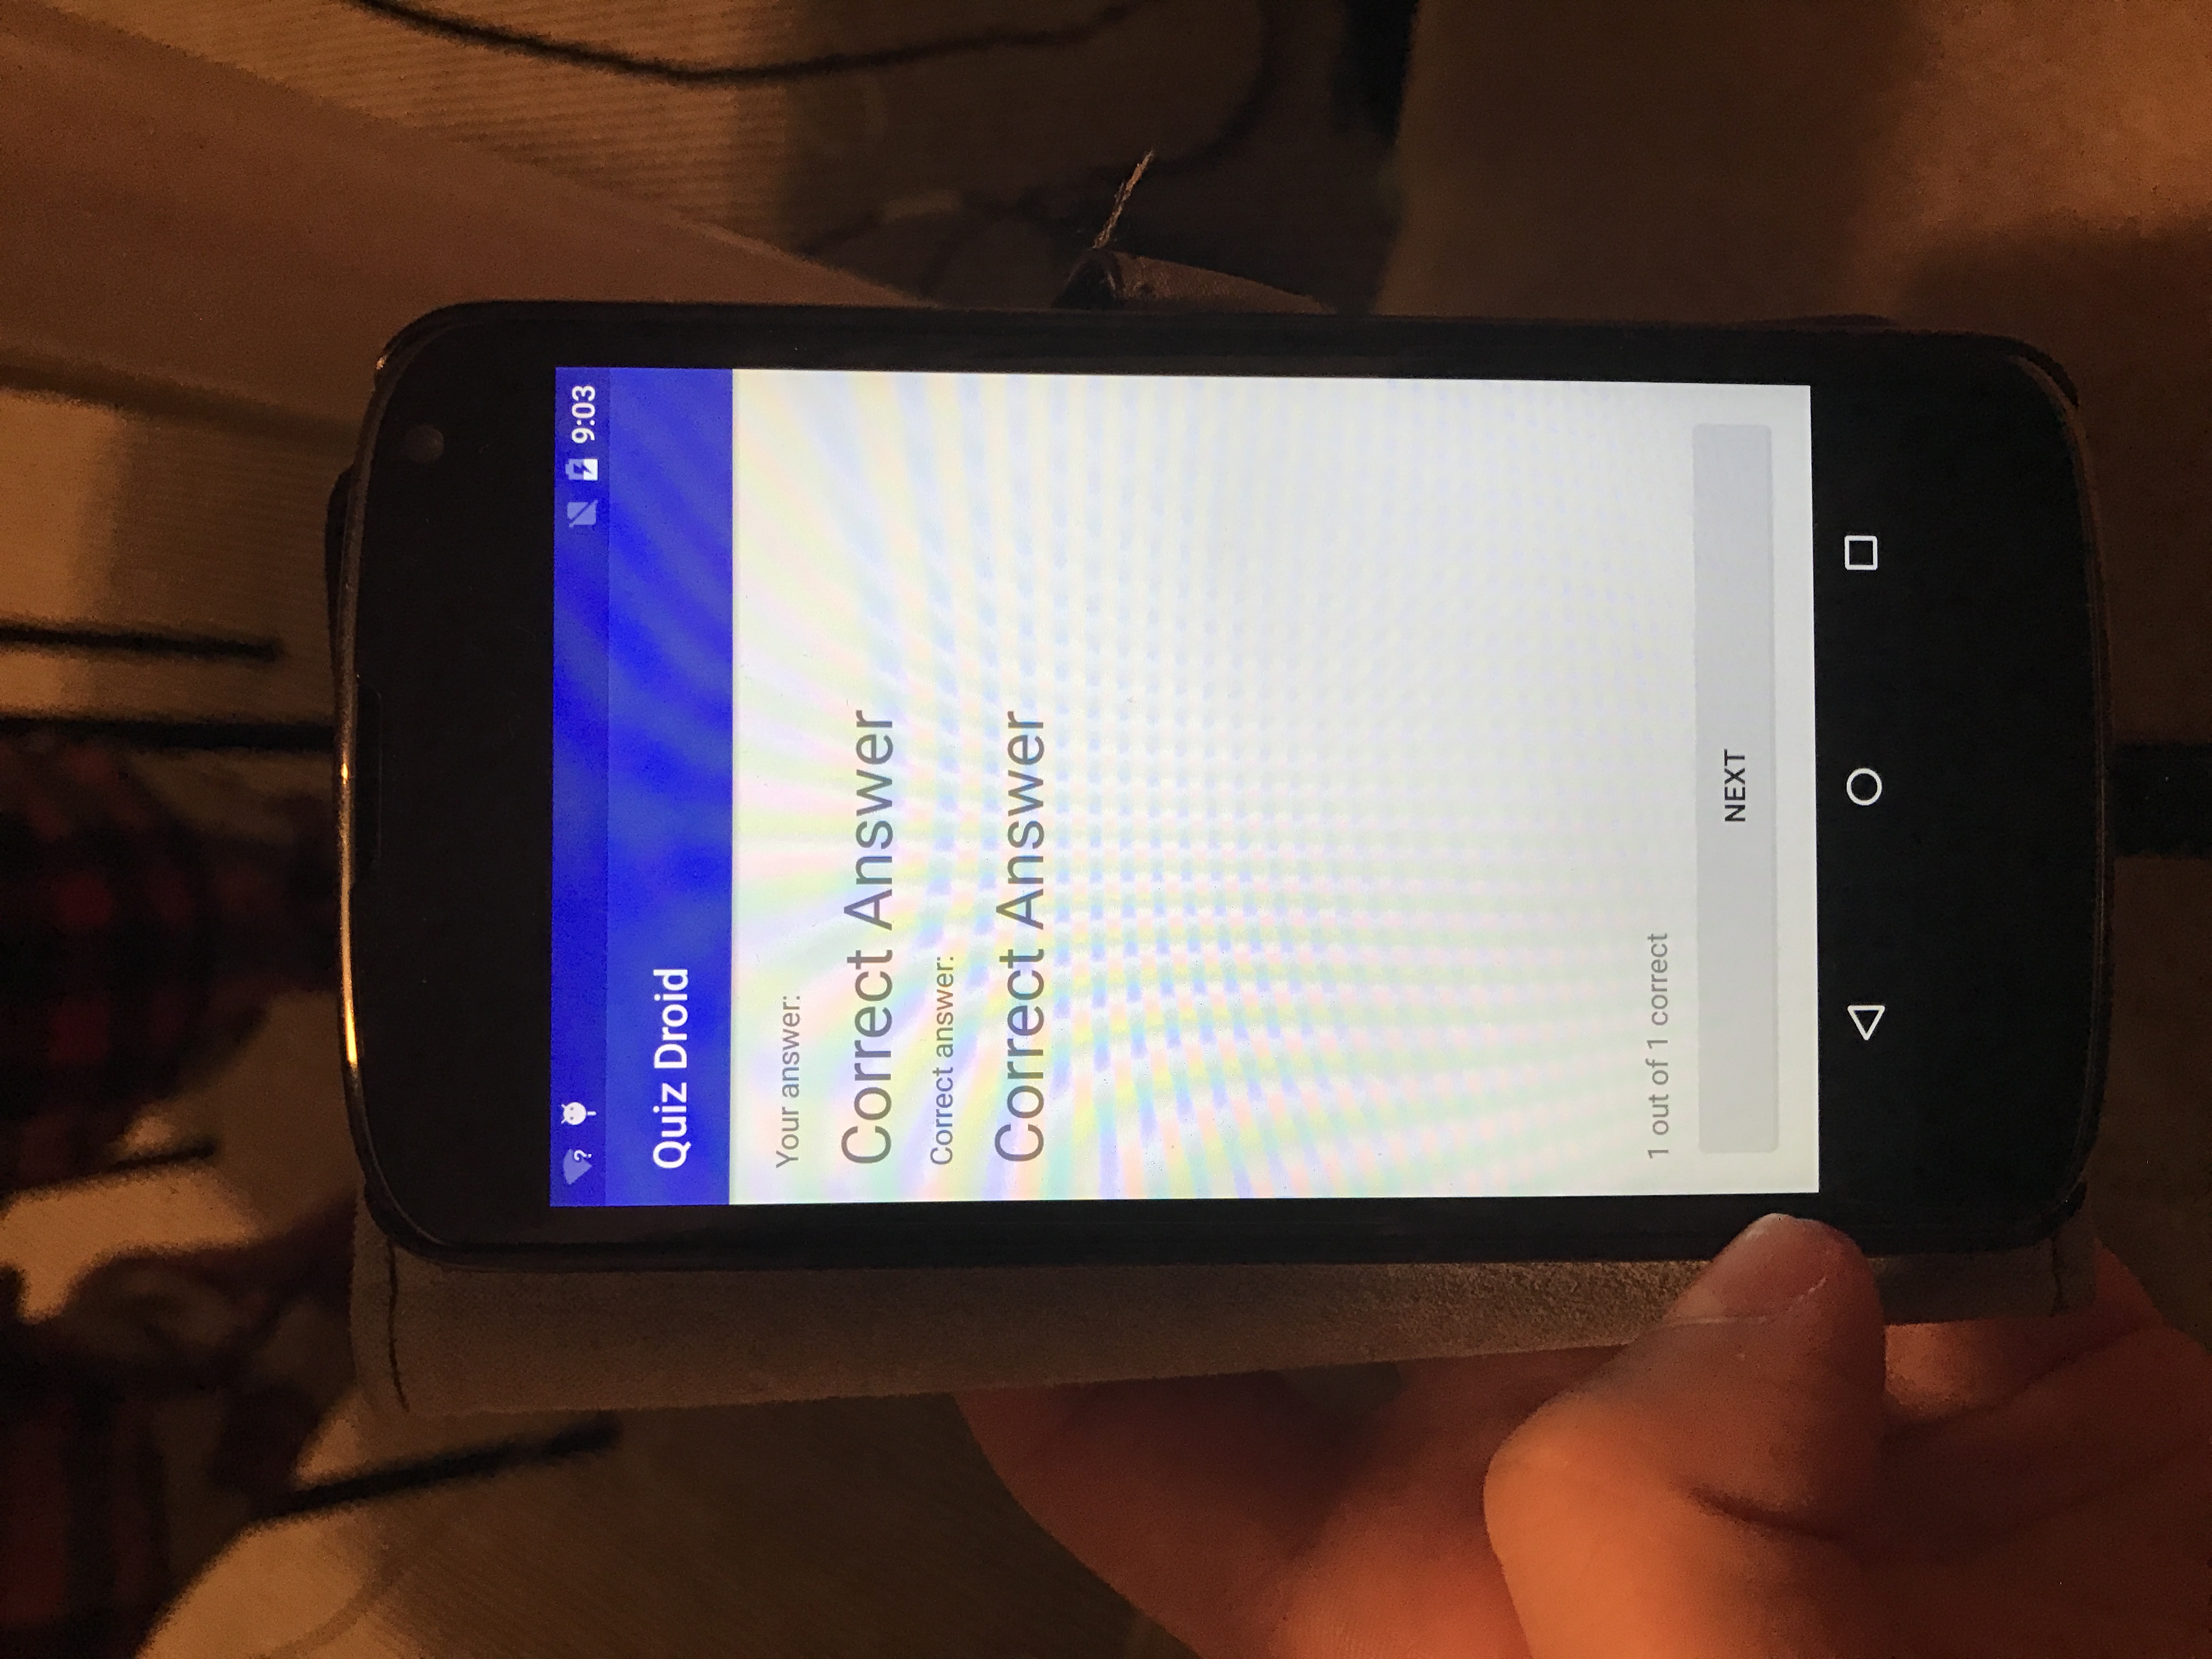 9:03
Quiz Droid
Your answer:
Correct Answer
Correct answer:
Correct Answer
1 out of 1 correct
NEXT